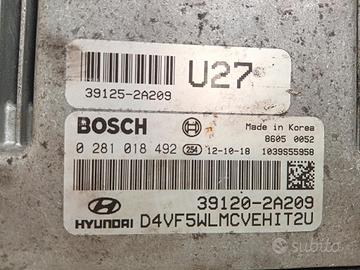 U27
39125-2A209
BOSCH
Made in Korea
8605 0052
0 281 018 492 254 12-10-18
1039S55958
39120-2A209
HYUNDAI D4VF5WLMCVEHIT2U
subito